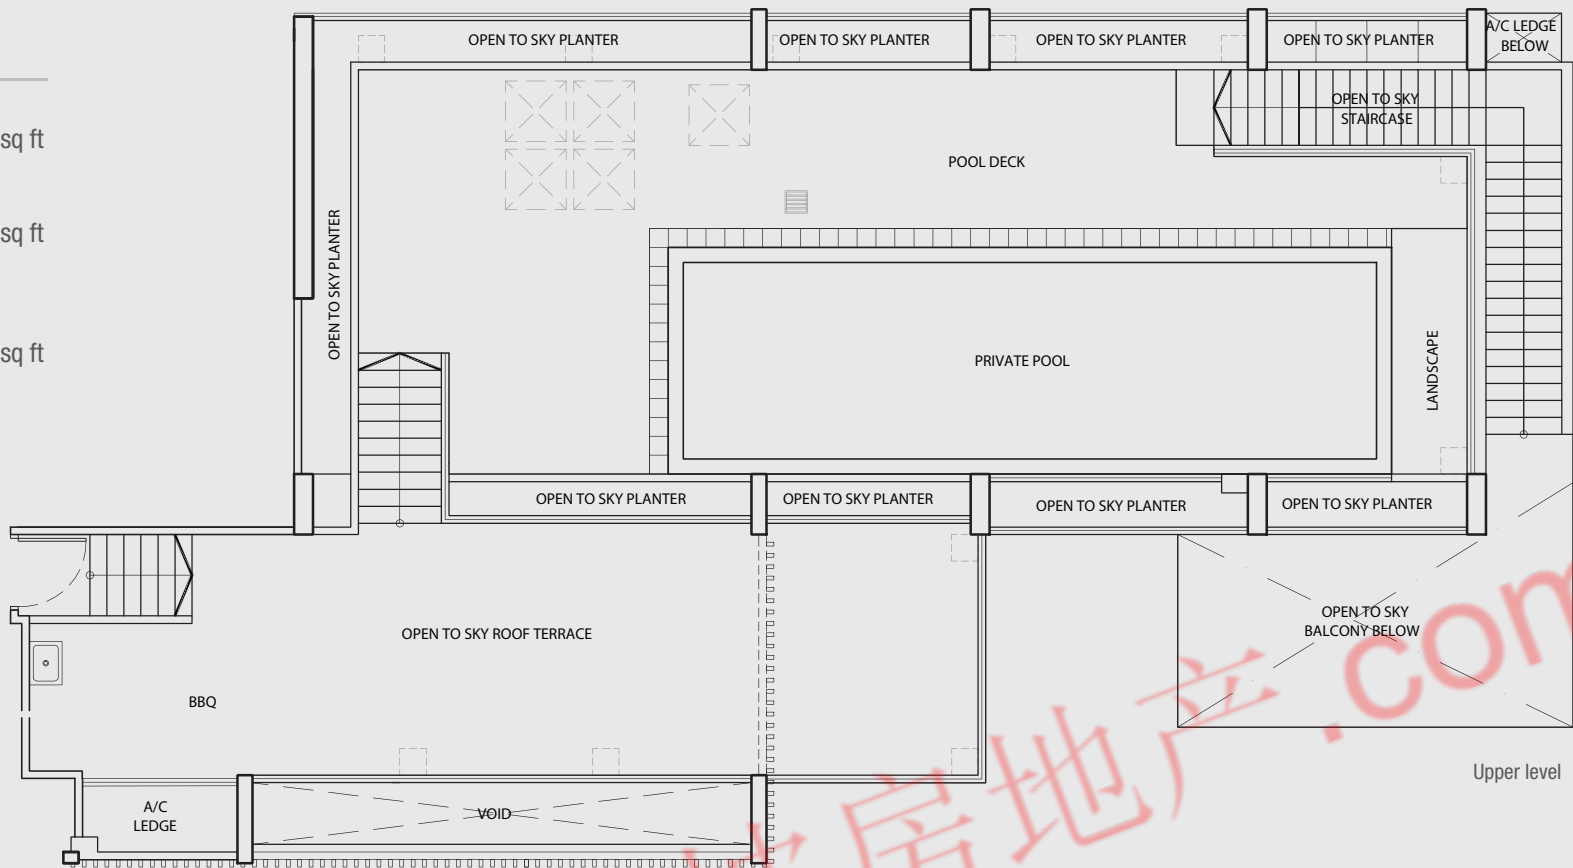 OPEN TO SKY PLANTER
OPEN TO SKY PLANTER
OPEN TO SKY PLANTER
OPEN TO SKY PLANTER
A/C LEDGE
BELOW
sq ft
OPEN TO SKY
STAIRCASE
POOL DECK
sq ft
OPEN TO SKY PLANTER
sq ft
PRIVATE POOL
LANDSCAPE
OPEN TO SKY PLANTER
OPEN TO SKY PLANTER
OPEN TO SKY PLANTER
OPEN TO SKY PLANTER
OPEN TO SKY ROOF TERRACE
OPEN TO SKY
BALCONY BELOW
BBQ
Upper level
A/C
LEDGE
VOID
房地产.com